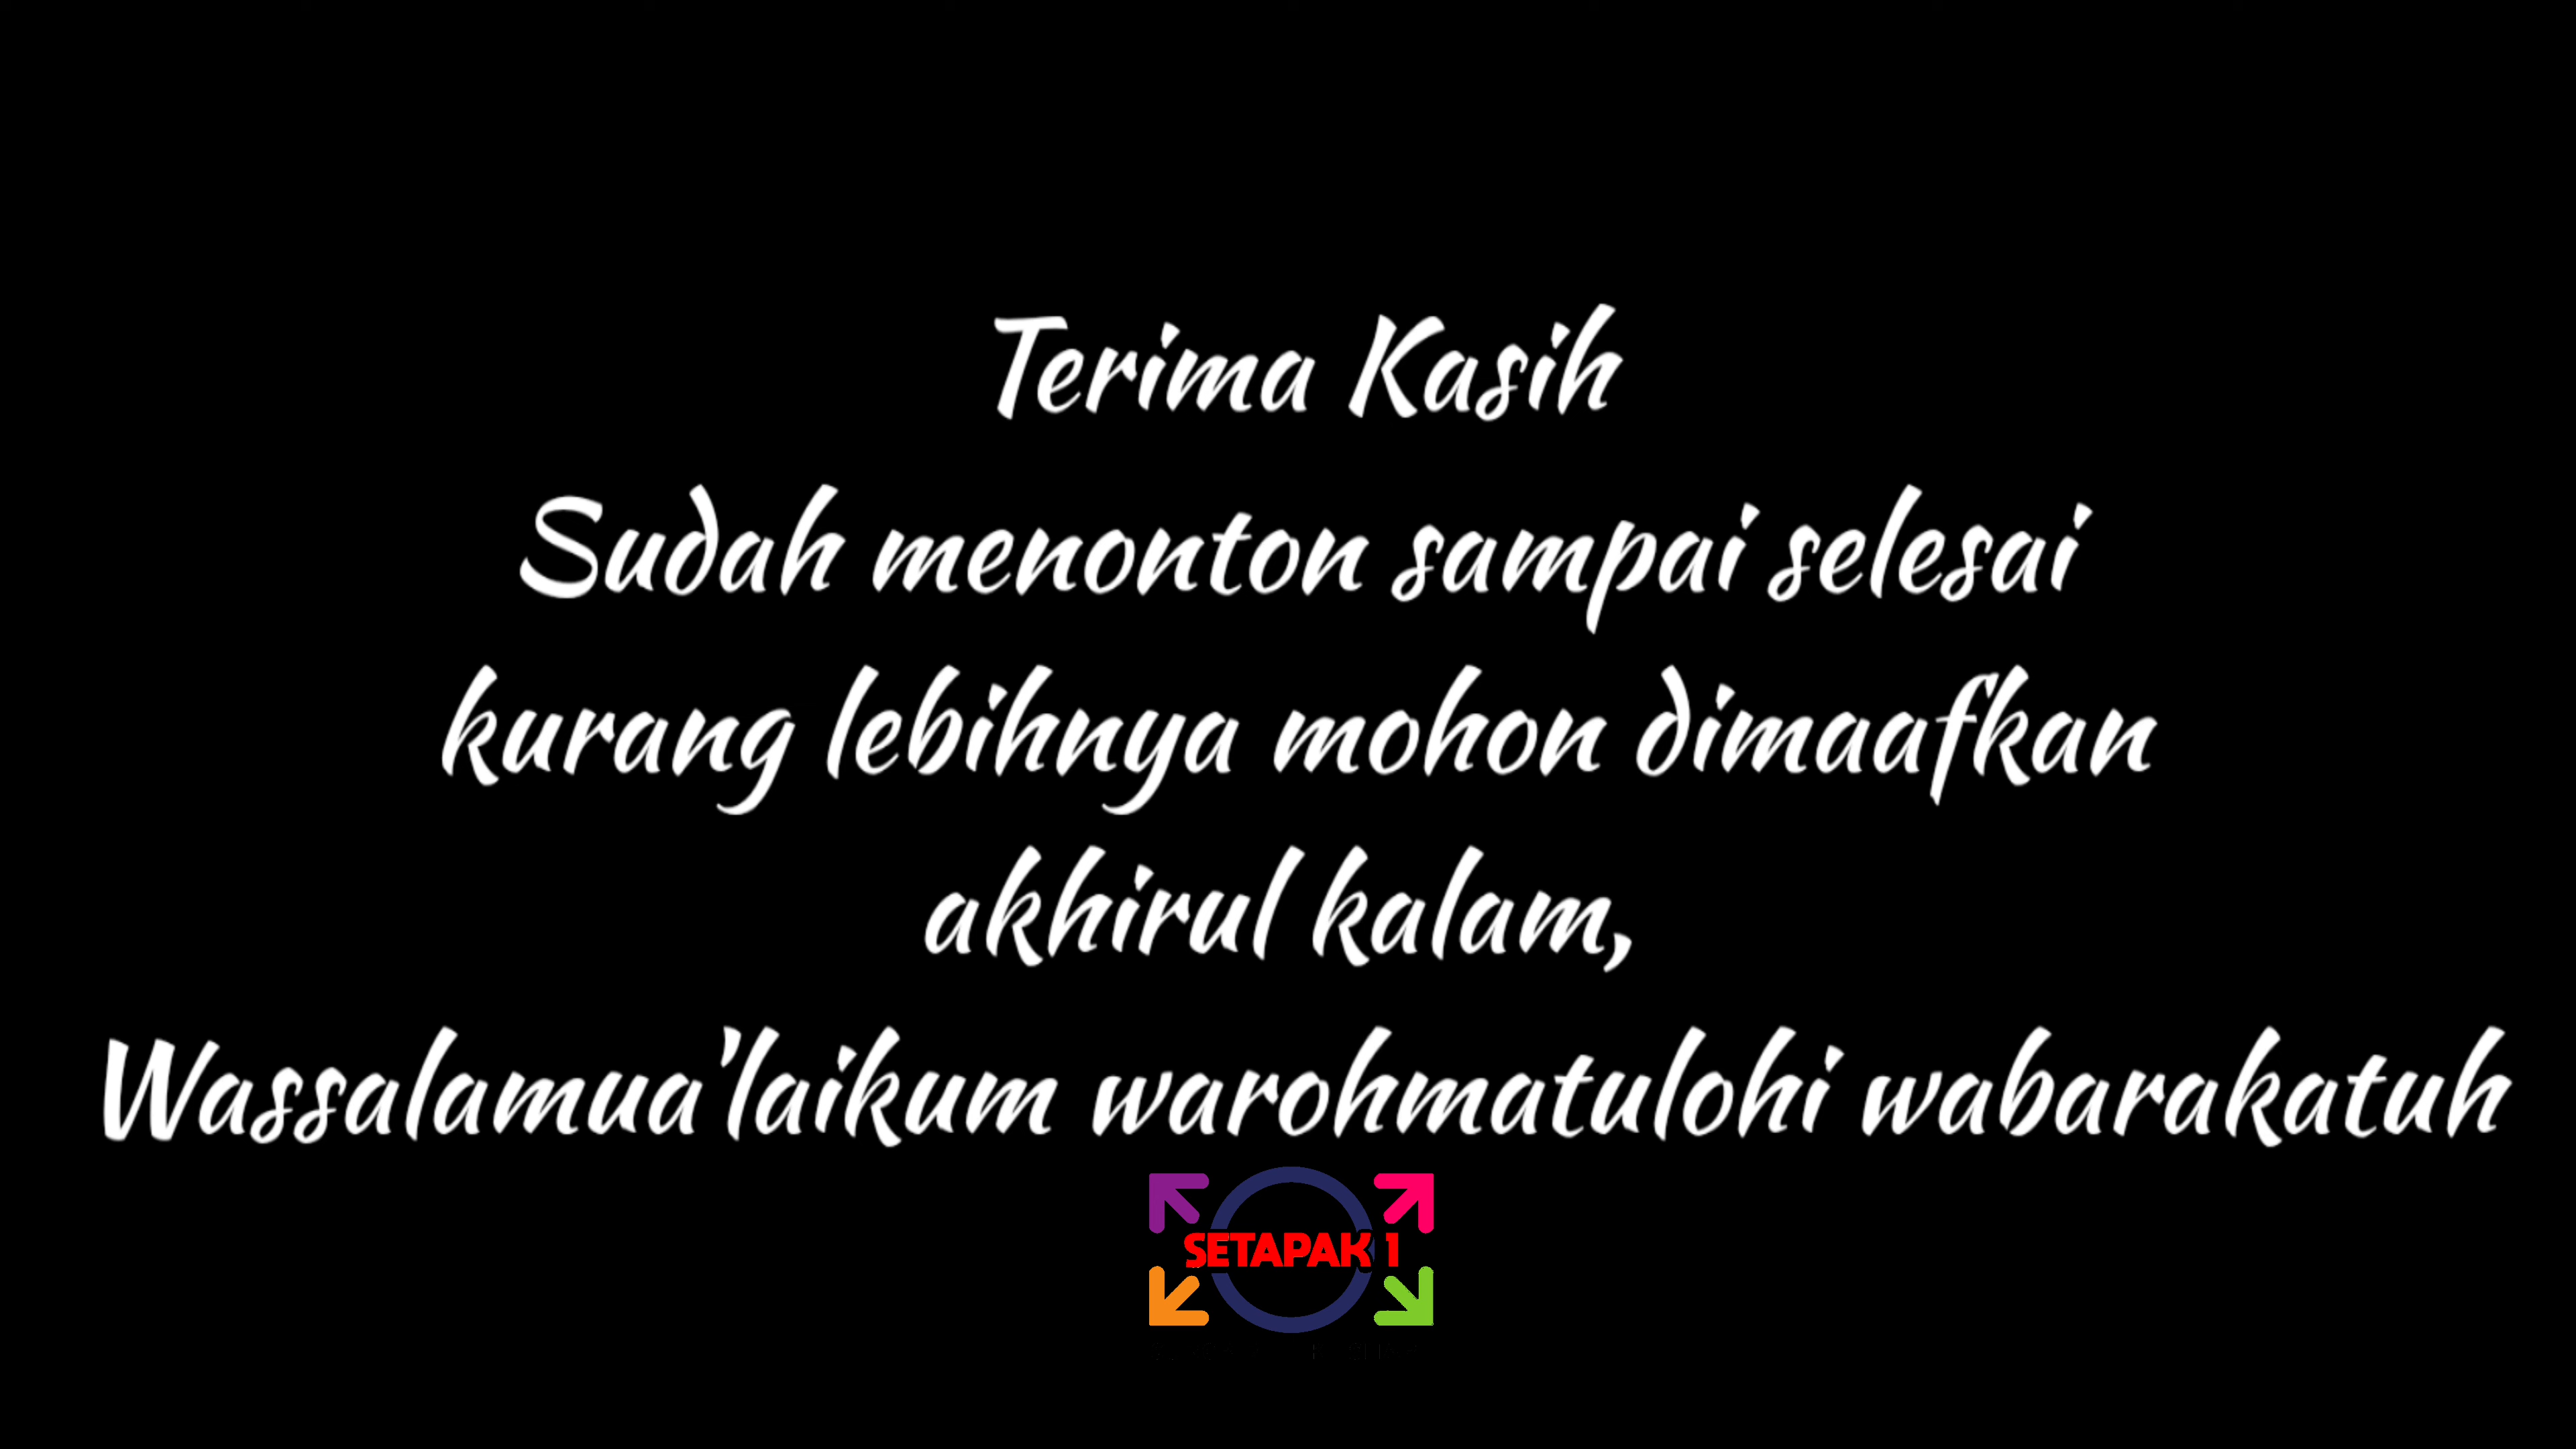 Terima Kasih
Sudah menonton sampai selesai
kurang lebihnya mohon dimaafkan
akhirul kalam,
Wassalamua'laikum warohmatulohi wabarakatuh
SETAPAK 1